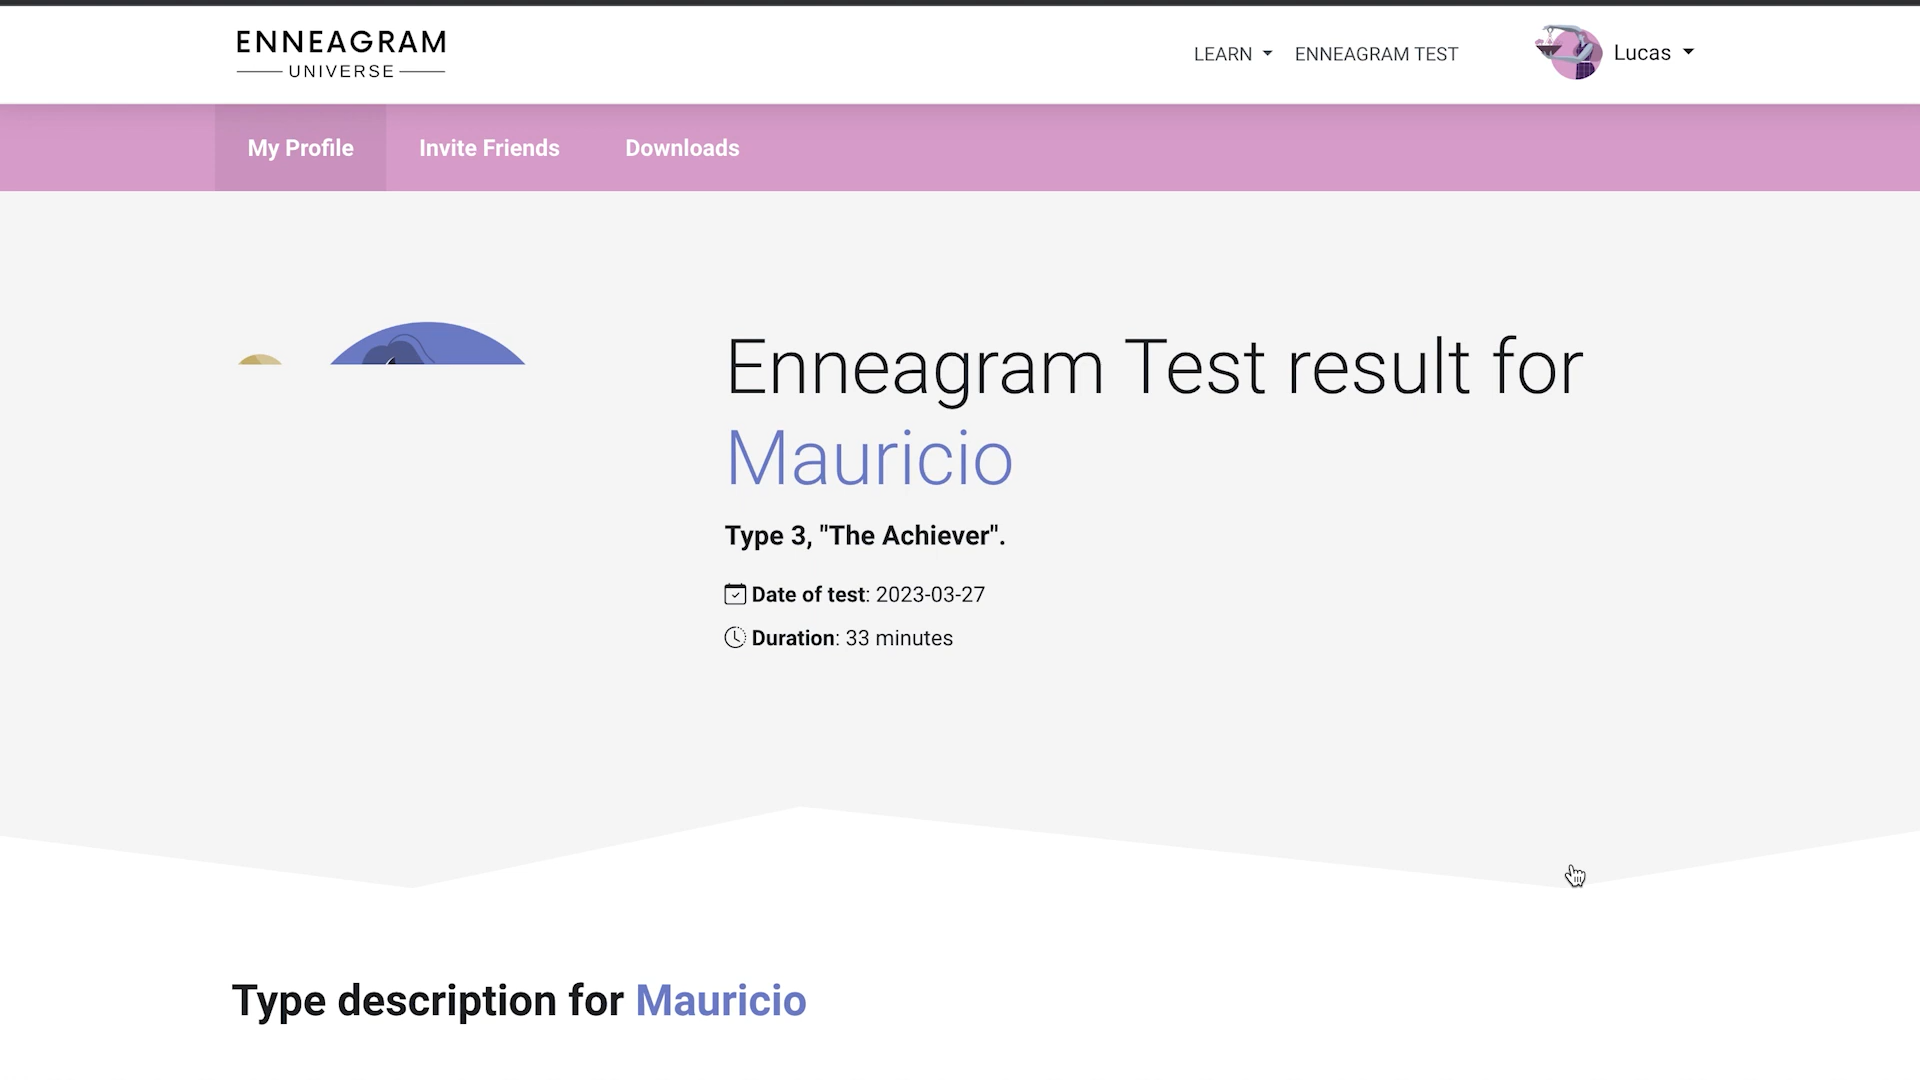 ENNEAGRAM
UNIVERSE
LEARN
ENNEAGRAM TEST
Lucas
My Profile
Invite Friends
Downloads
Enneagram Test result for
Mauricio
Type 3, "The Achiever".
Date of test: 2023-03-27
Duration: 33 minutes
Type description for Mauricio